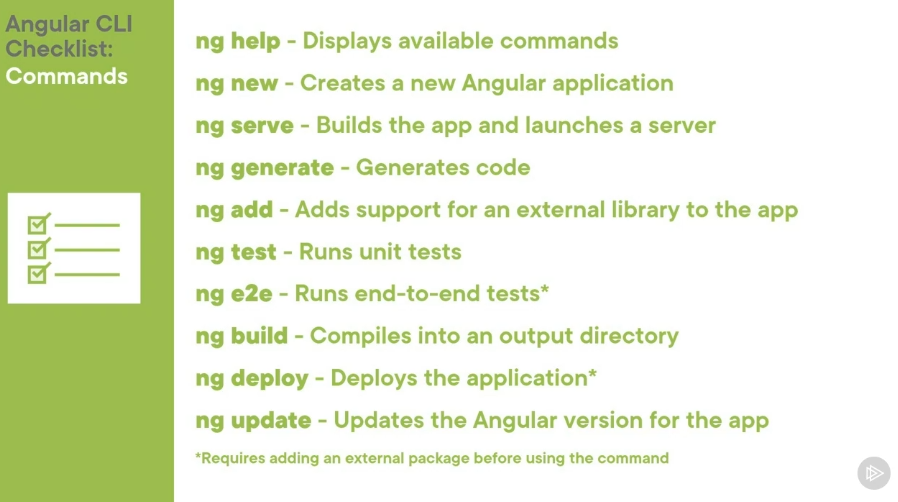 Angular CLI
Checklist:
Commands
ng help - Displays available commands
ng new - Creates a new Angular application
ng serve - Builds the app and launches a server
ng generate - Generates code
ng add - Adds support for an external library to the app
ng test - Runs unit tests
ng e2e - Runs end-to-end tests*
ng build - Compiles into an output directory
ng deploy - Deploys the application*
ng update - Updates the Angular version for the app
*Requires adding an external package before using the command